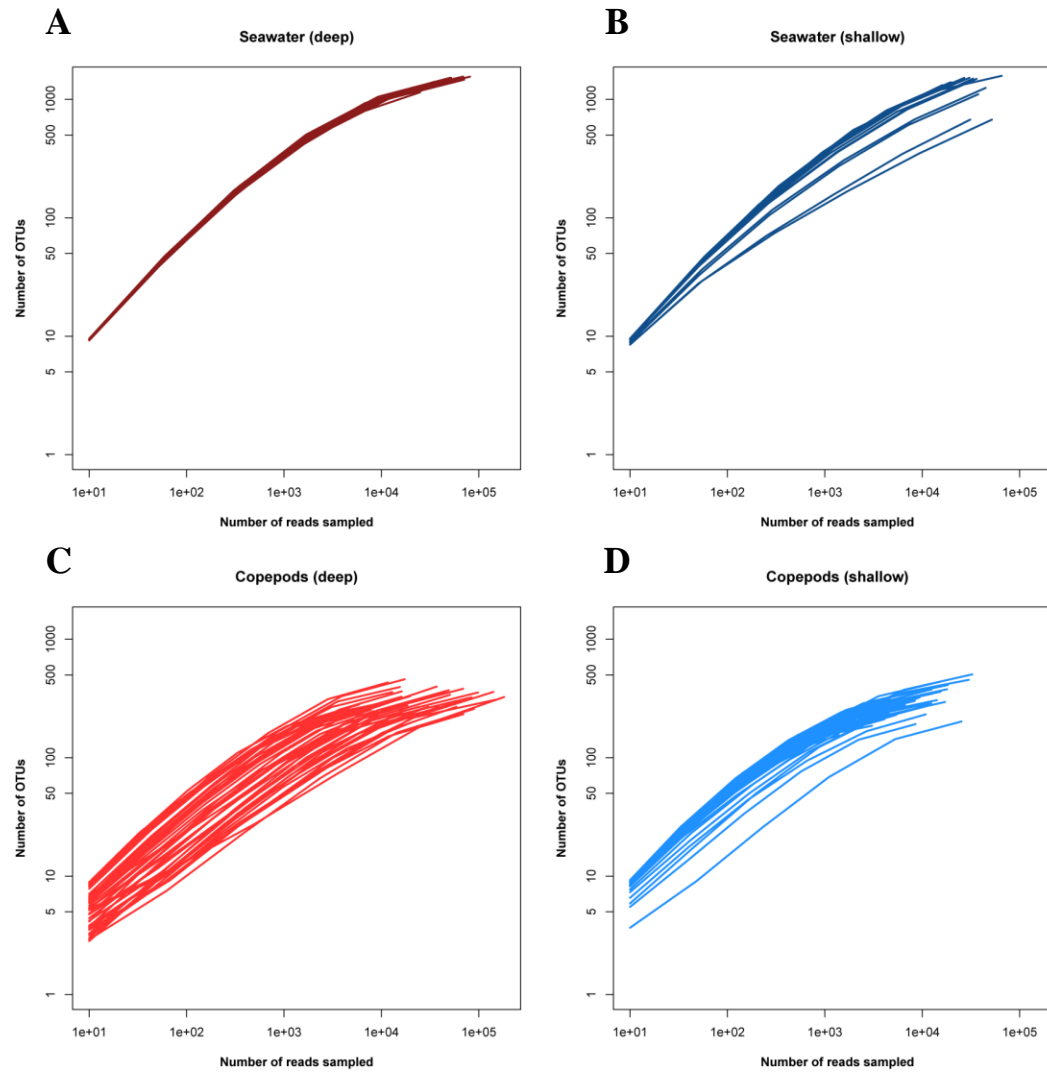 A
Seawater (deep)
Number of OTUs
1000
500
100
50
10
5
1
1e+01 1e+02 1e+03 1e+04 1e+05
Number of reads sampled
B
Seawater (shallow)
Number of OTUs
1000
500
100
50
10
5
1
1e+01 1e+02 1e+03 1e+04 1e+05
Number of reads sampled
C
Copepods (deep)
Number of OTUs
1000
500
100
50
10
5
1
1e+01 1e+02 1e+03 1e+04 1e+05
Number of reads sampled
D
Copepods (shallow)
Number of OTUs
1000
500
100
50
10
5
1
1e+01 1e+02 1e+03 1e+04 1e+05
Number of reads sampled